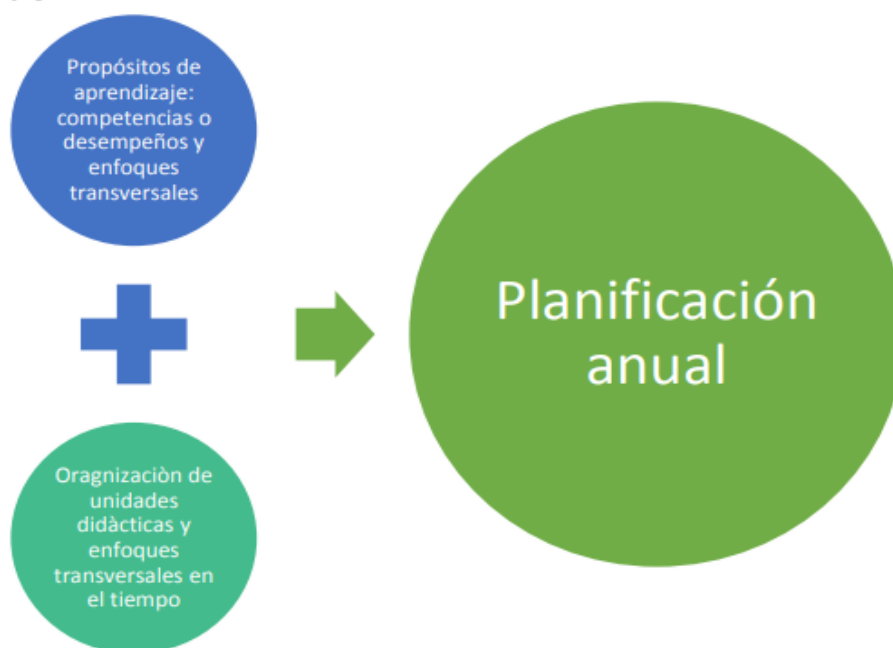 Propósitos de
aprendizaje:
competencias o
desempeños y
enfoques
transversales
Oragnizaciòn de
unidades
didàcticas y
enfoques
transversales en
el tiempo
Planificación
anual